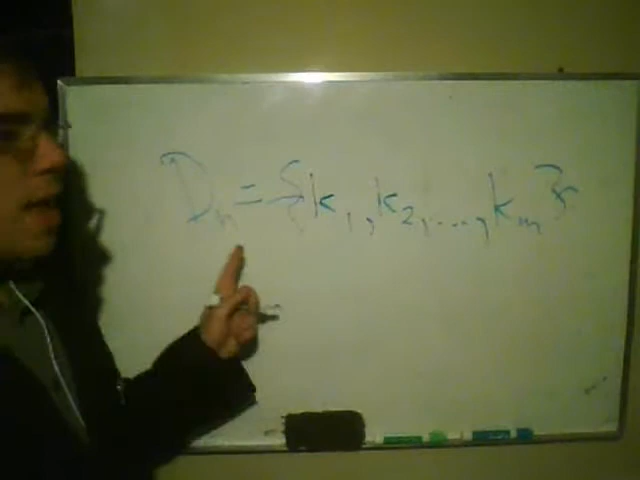 Dn = {k1, k2, ..., km}